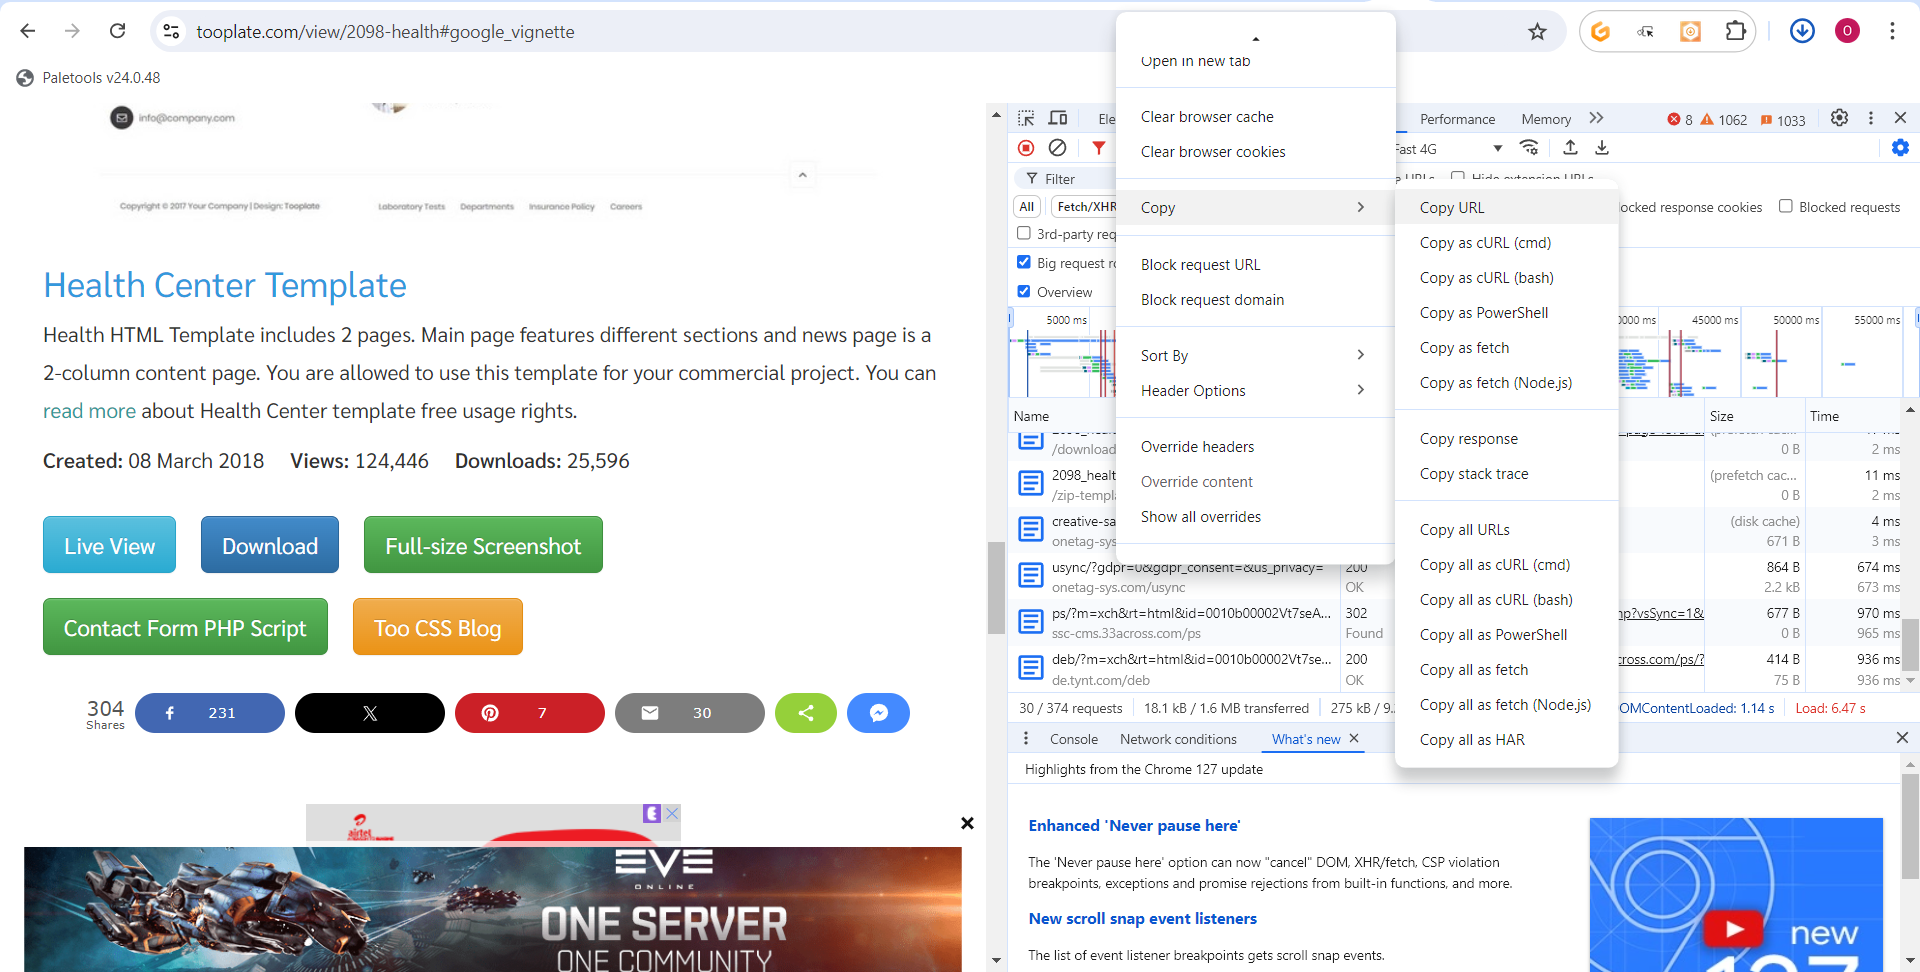 tooplate.com/view/2098-health#google_vignette
O
Paletools v24.0.48
info@company.com
Copyright © 2017 Your Company | Design: Tooplate
Laboratory Tests
Departments
Insurance Policy
Careers
Health Center Template
Health HTML Template includes 2 pages. Main page features different sections and news page is a
2-column content page. You are allowed to use this template for your commercial project. You can
read more about Health Center template free usage rights.
Created: 08 March 2018 Views: 124,446 Downloads: 25,596
Live View
Download
Full-size Screenshot
Contact Form PHP Script
Too CSS Blog
304
Shares
231
7
30
airtel
EVE
ONLINE
ONE SERVER
ONE COMMUNITY
Open in new tab
Clear browser cache
Clear browser cookies
Copy
Block request URL
Block request domain
Sort By
Header Options
Override headers
Override content
Show all overrides
Copy URL
Copy as cURL (cmd)
Copy as cURL (bash)
Copy as PowerShell
Copy as fetch
Copy as fetch (Node.js)
Copy response
Copy stack trace
Copy all URLs
Copy all as cURL (cmd)
Copy all as cURL (bash)
Copy all as PowerShell
Copy all as fetch
Copy all as fetch (Node.js)
Copy all as HAR
Ele
Performance
Memory
8
1062
1033
Fast 4G
Filter
Hide extension URLs
All
Fetch/XHR
ocked response cookies
Blocked requests
3rd-party req
Big request ro
Overview
5000 ms
0000 ms
45000 ms
50000 ms
55000 ms
Name
Size
Time
/download
0 B
2 ms
2098_healt
(prefetch cac...
11 ms
/zip-templa
0 B
2 ms
creative-sa
(disk cache)
4 ms
onetag-sys
671 B
3 ms
usync/?gdpr=0&gdpr_consent=&us_privacy=
200
864 B
674 ms
onetag-sys.com/usync
OK
2.2 kB
673 ms
ps/?m=xch&rt=html&id=0010b00002Vt7seA...
302
np?vsSync=1&
677 B
970 ms
ssc-cms.33across.com/ps
Found
0 B
965 ms
deb/?m=xch&rt=html&id=0010b00002Vt7se...
200
cross.com/ps/?
414 B
936 ms
de.tynt.com/deb
OK
75 B
936 ms
30 / 374 requests
18.1 kB / 1.6 MB transferred
275 kB / 9.
OMContentLoaded: 1.14 s
Load: 6.47 s
Console
Network conditions
What's new
Highlights from the Chrome 127 update
Enhanced 'Never pause here'
The 'Never pause here' option can now "cancel" DOM, XHR/fetch, CSP violation
breakpoints, exceptions and promise rejections from built-in functions, and more.
New scroll snap event listeners
The list of event listener breakpoints gets scroll snap events.
new
127